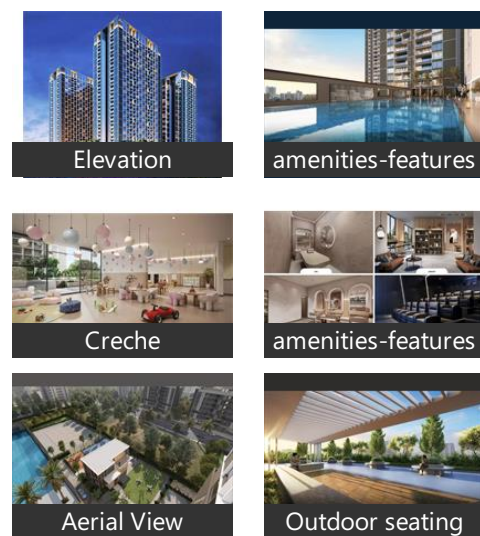 Elevation
amenities-features
Creche
amenities-features
Aerial View
Outdoor seating